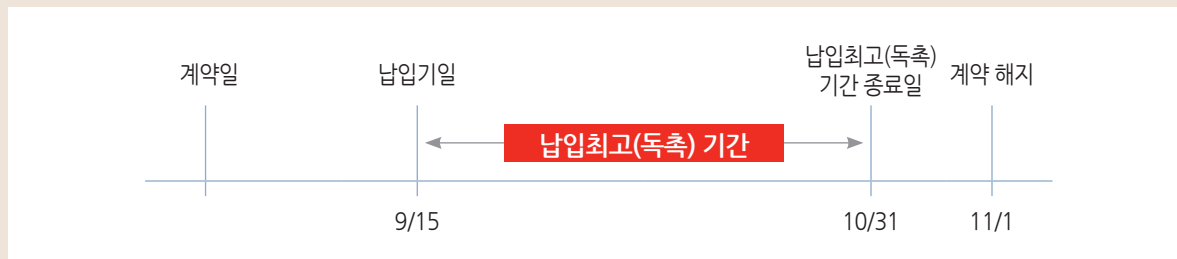 계약일
납입기일
납입최고(독촉)
기간 종료일
계약 해지
납입최고(독촉) 기간
9/15
10/31
11/1